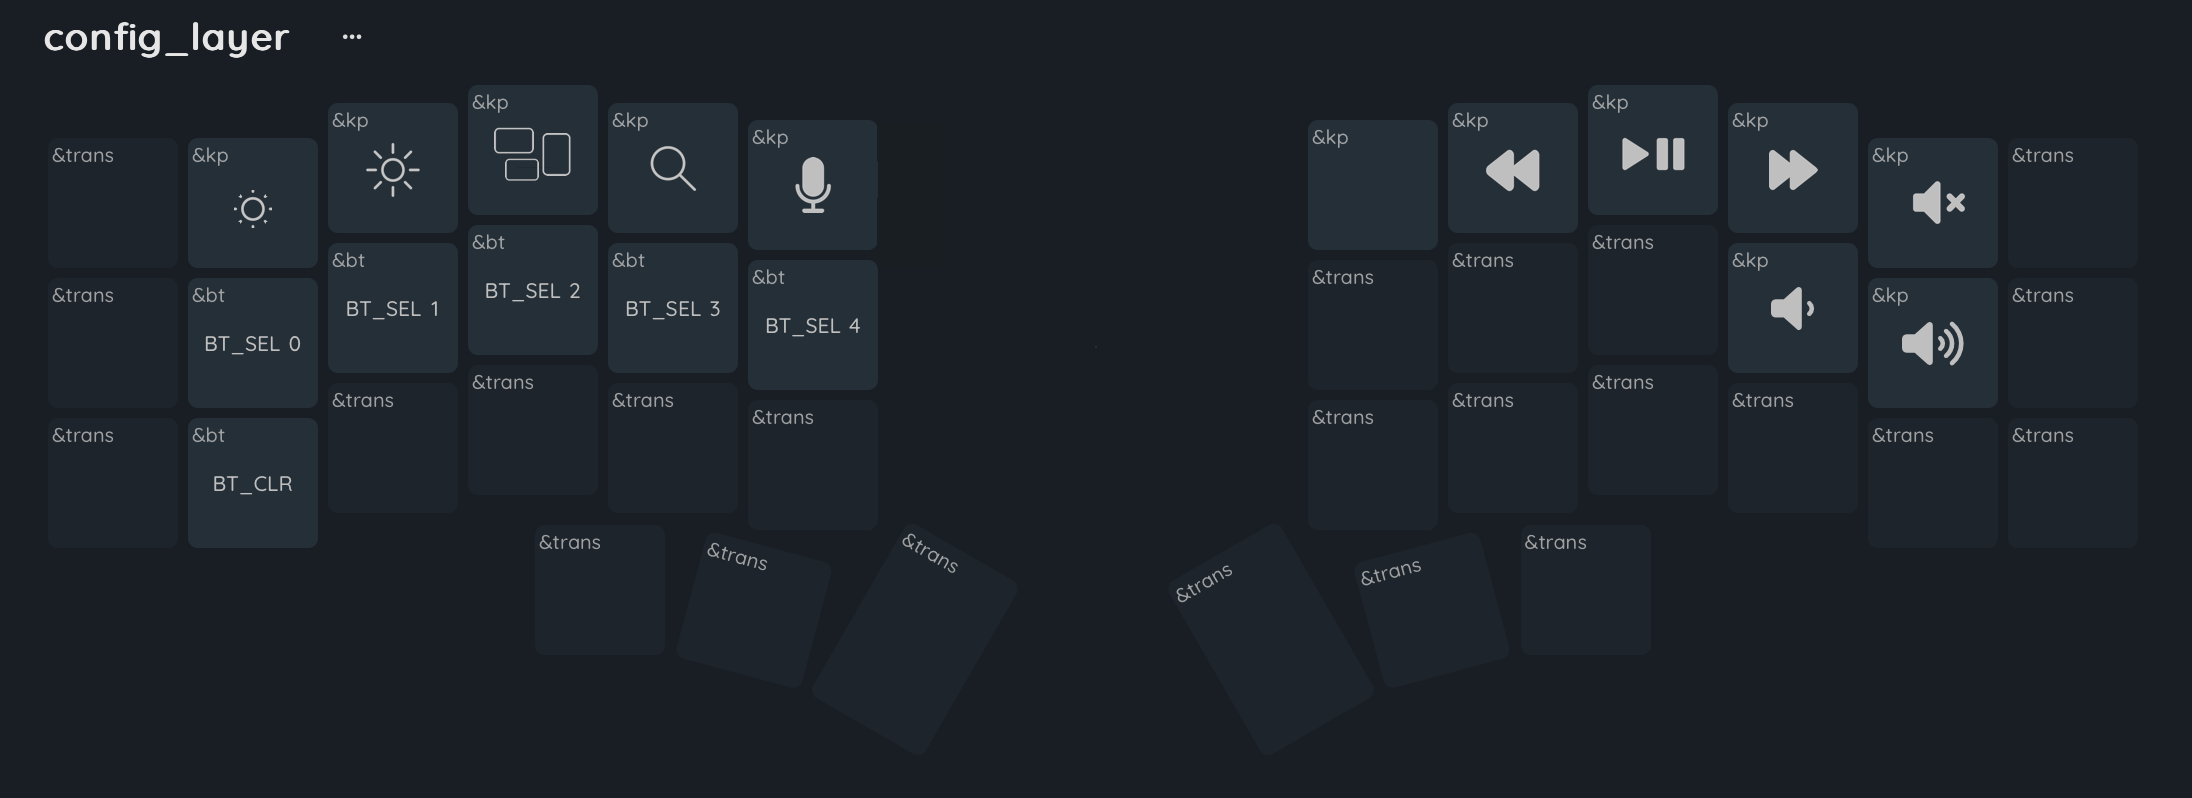 config_layer ...
&trans &kp &kp &kp &kp &kp &kp &kp &kp &kp &kp &trans
&trans &bt &bt &bt &bt &bt &trans &trans &trans &kp &kp &trans
BT_SEL 0 BT_SEL 1 BT_SEL 2 BT_SEL 3 BT_SEL 4
&trans &bt &trans &trans &trans &trans &trans &trans &trans &trans &trans &trans
BT_CLR
&trans &trans &trans &trans &trans &trans